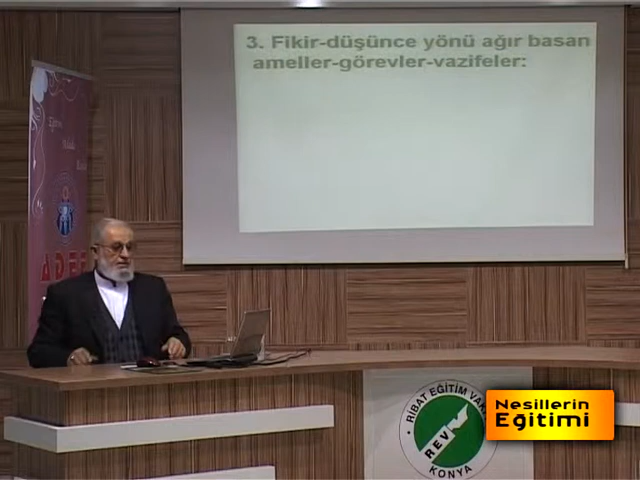 3. Fikir-düşünce yönü ağır basan
ameller-görevler-vazifeler:
RİBAT EĞİTİM VAKFI
REV
KONYA
Nesillerin
Eğitimi